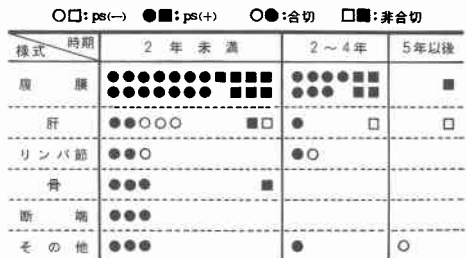 ○□：ps(−)　●■：ps(+)　○●：合切　□■：非合切
様式　時期　2年未満　2～4年　5年以後
腹膜　●●●●●●●■■■■　●●●●■■　■
●●●●●●●　■■■　●●●　■■
肝　●●○○○　■□　●　□　□
リンパ節　●●○　●○
骨　●●●　■
断端　●●●
その他　●●●　●　○